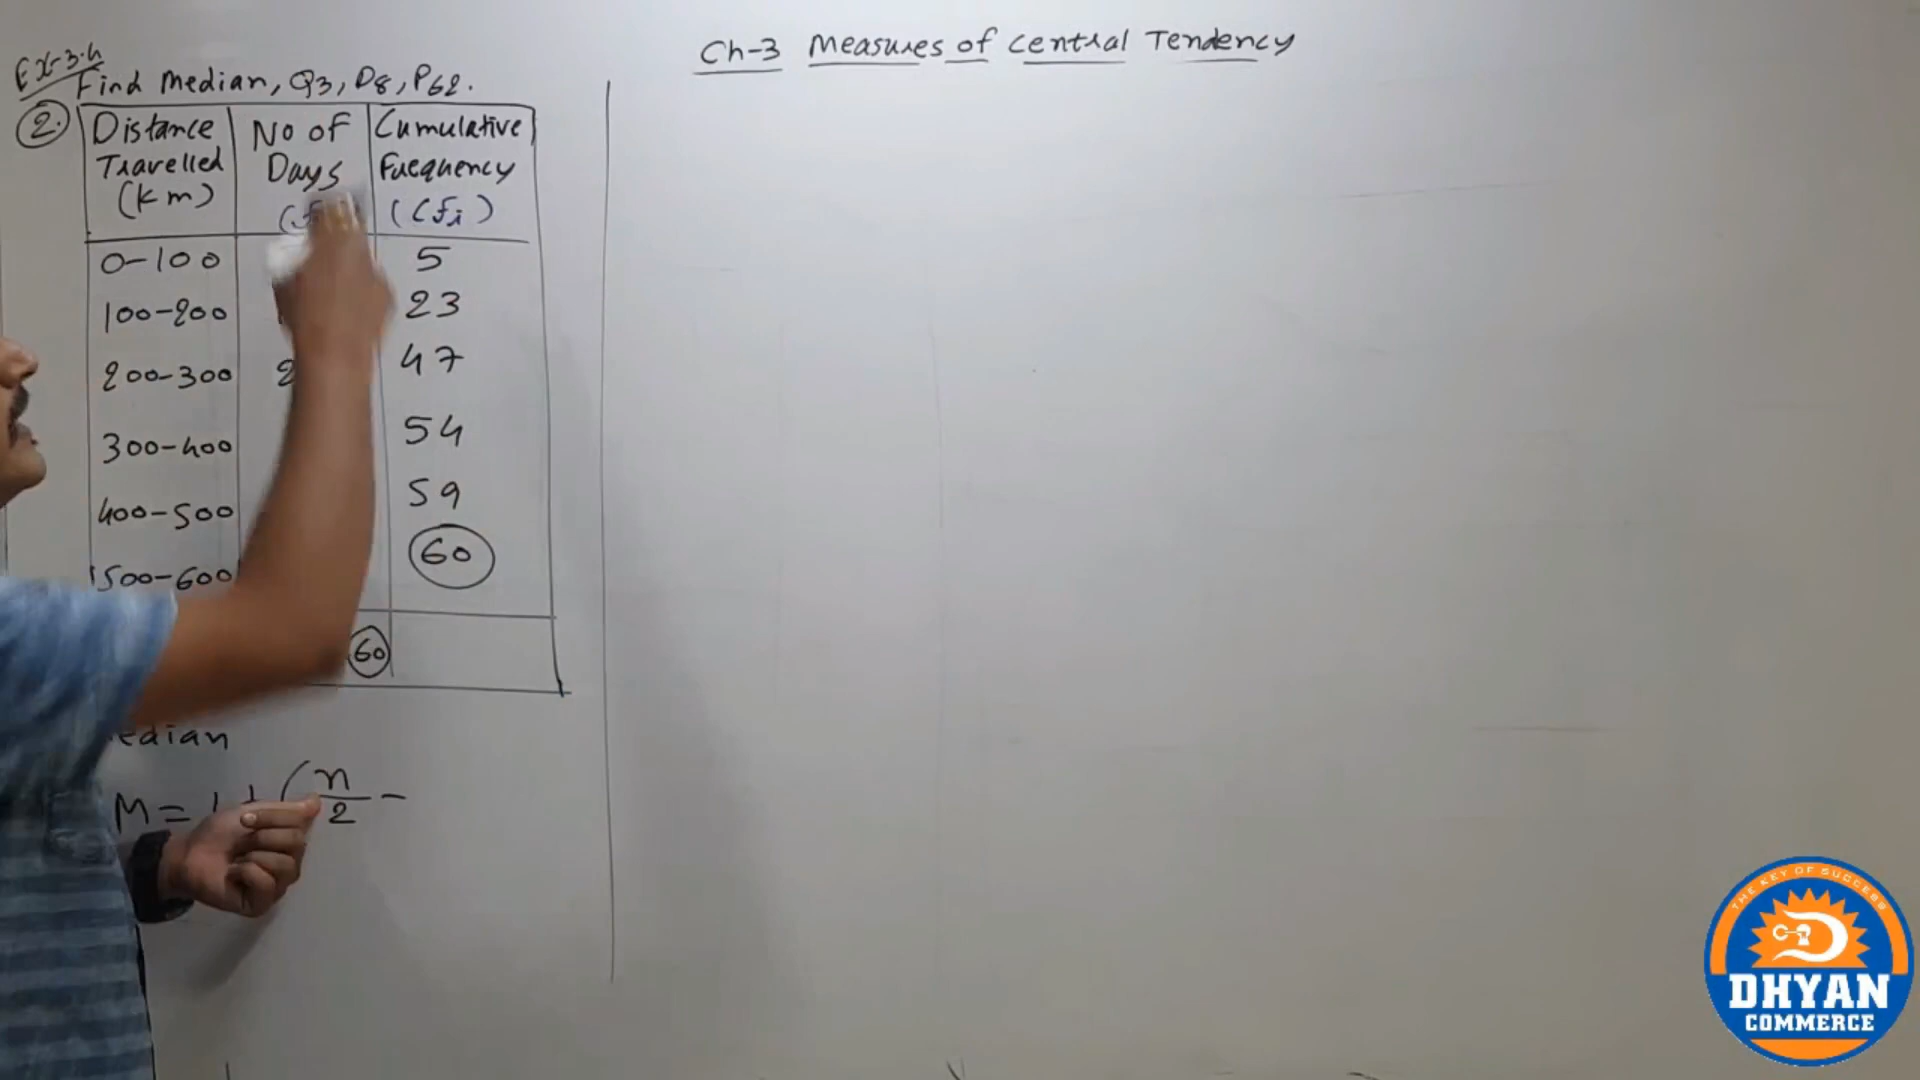 Ch-3 Measures of Central Tendency
Ex-3.4
Find Median, Q3, D8, P62.
2.
Distance Travelled (km)
No of Days
Cumulative Frequency (Cfi)
0-100 5
100-200 23
200-300 2 47
300-400 54
400-500 59
500-600 60
60
edian
M = n/2 -
THE KEY OF SUCCESS
DHYAN
COMMERCE